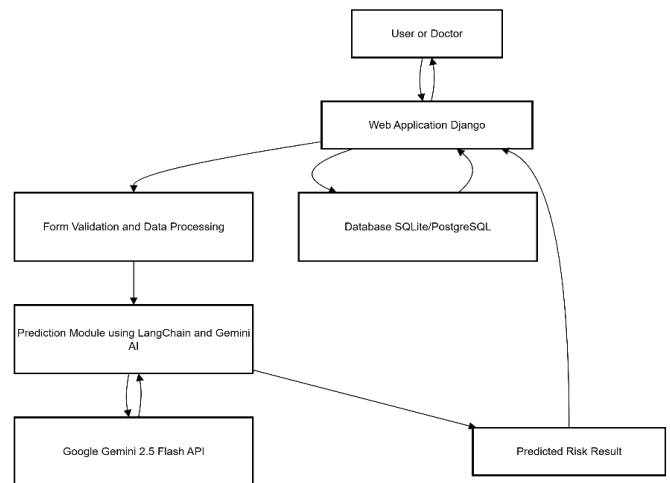 User or Doctor
Web Application Django
Form Validation and Data Processing
Database SQLite/PostgreSQL
Prediction Module using LangChain and Gemini
AI
Google Gemini 2.5 Flash API
Predicted Risk Result